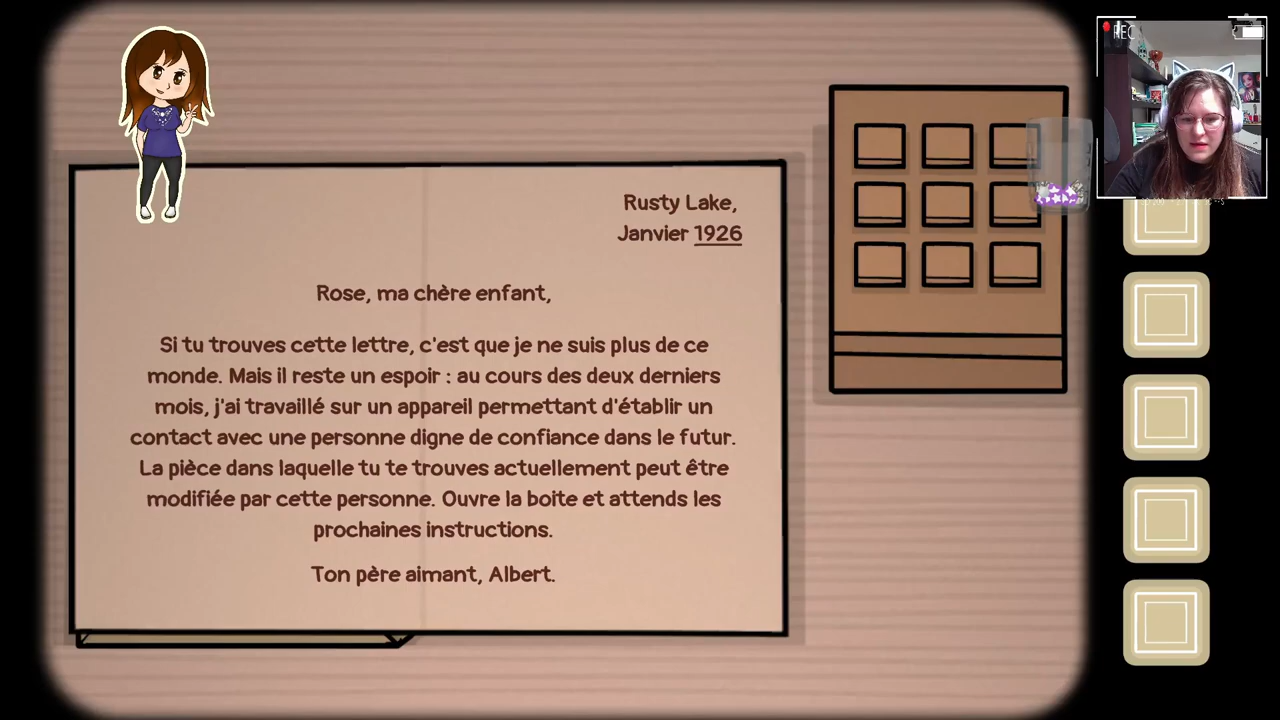 REC
Rusty Lake,
Janvier 1926
Rose, ma chère enfant,
Si tu trouves cette lettre, c'est que je ne suis plus de ce
monde. Mais il reste un espoir : au cours des deux derniers
mois, j'ai travaillé sur un appareil permettant d'établir un
contact avec une personne digne de confiance dans le futur.
La pièce dans laquelle tu te trouves actuellement peut être
modifiée par cette personne. Ouvre la boite et attends les
prochaines instructions.
Ton père aimant, Albert.